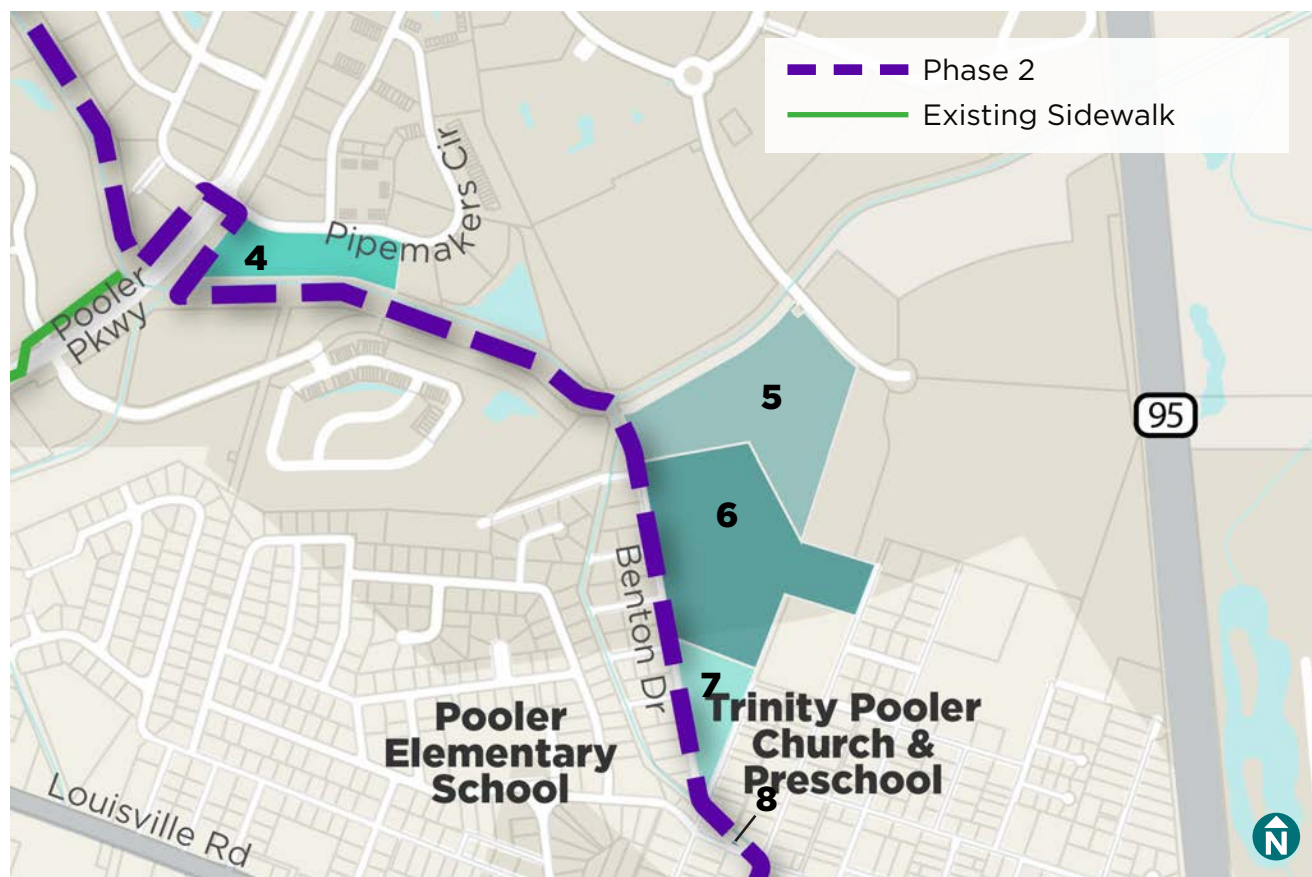 Phase 2
Existing Sidewalk
Pipemakers Cir
4
Pooler
Pkwy
5
95
6
Benton Dr
7
Pooler
Elementary
School
Trinity Pooler
Church &
Preschool
8
Louisville Rd
N